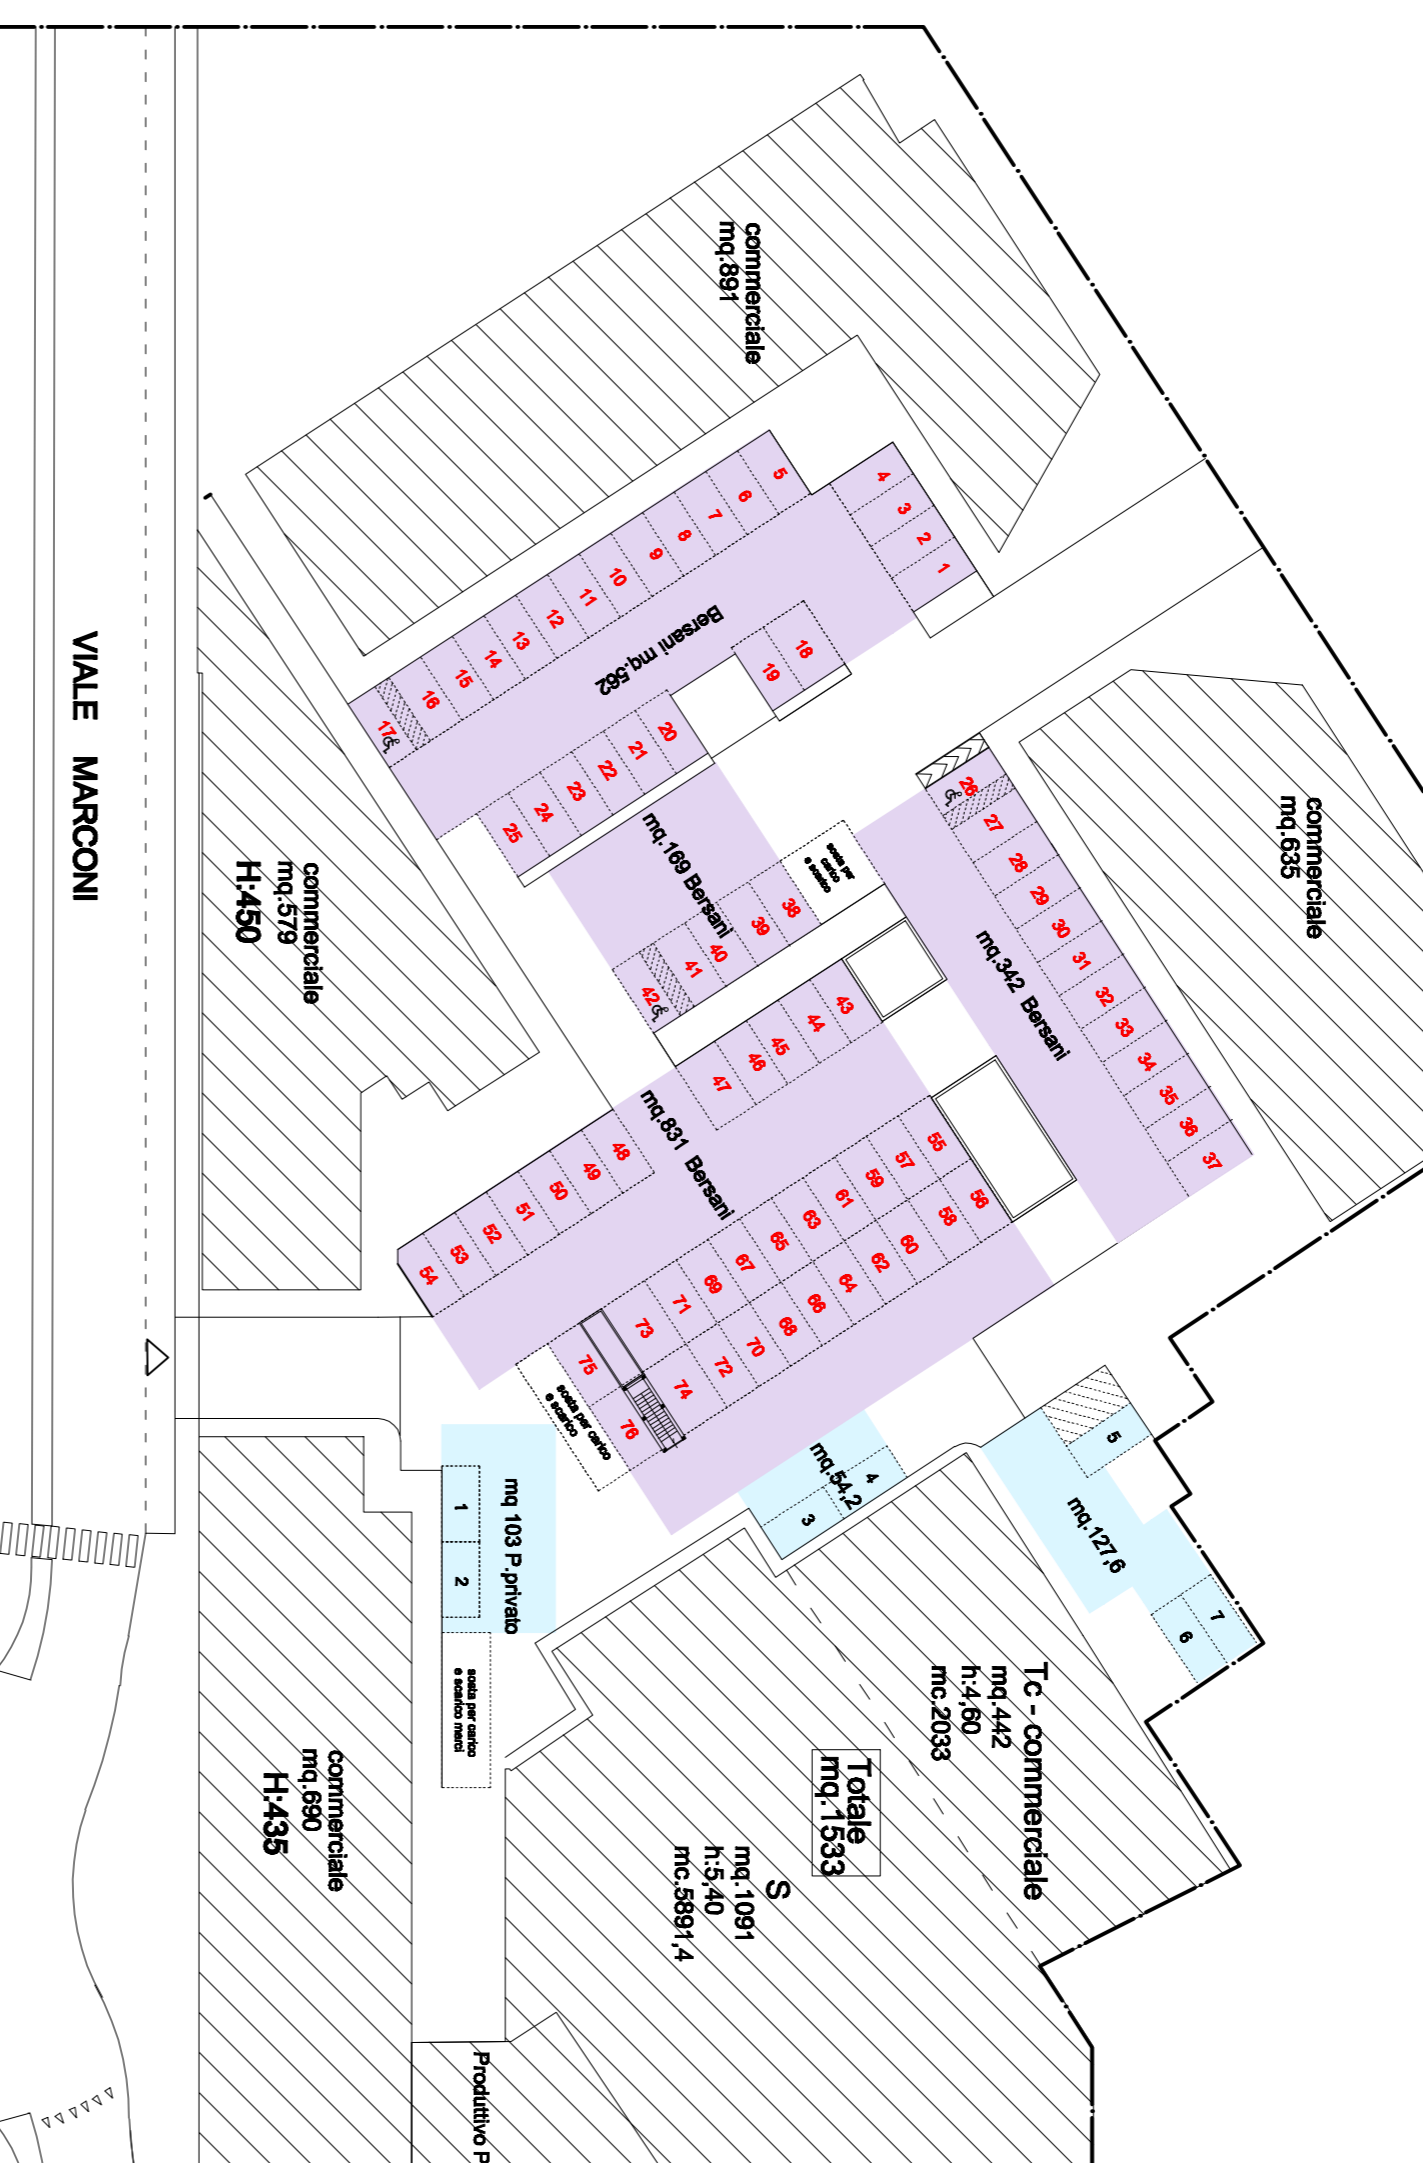 VIALE MARCONI
commerciale
mq.891
commerciale
mq.635
commerciale
mq.579
H:450
Bersani mq.562
mq.169 Bersani
mq.342 Bersani
mq.831 Bersani
sosta per
carico
e scarico
sosta per carico
e scarico
1
2
3
4
5
6
7
8
9
10
11
12
13
14
15
16
17
18
19
20
21
22
23
24
25
26
27
28
29
30
31
32
33
34
35
36
37
38
39
40
41
42
43
44
45
46
47
48
49
50
51
52
53
54
55
56
57
58
59
60
61
62
63
64
65
66
67
68
69
70
71
72
73
74
75
76
mq 103 P.privato
1
2
sosta per carico
e scarico merci
mq.54,2
3
4
mq.127,6
5
6
7
Tc - commerciale
mq.442
h:4,60
mc.2033
Totale
mq.1533
S
mq.1091
h:5,40
mc.5891,4
commerciale
mq.690
H:435
Produttivo P